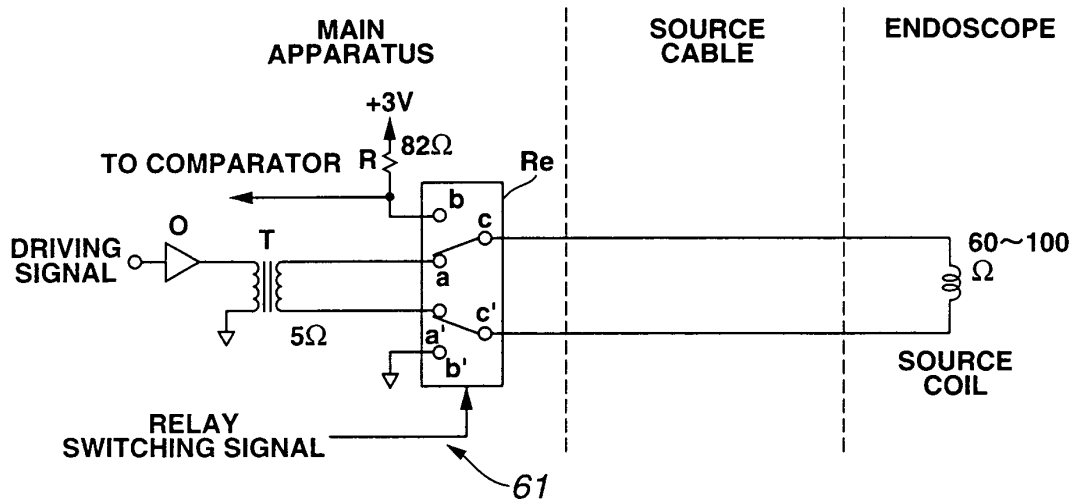 MAIN
APPARATUS
SOURCE
CABLE
ENDOSCOPE
+3V
R
82Ω
TO COMPARATOR
Re
b
c
O
T
DRIVING
SIGNAL
a
60~100
Ω
5Ω
a'
c'
b'
SOURCE
COIL
RELAY
SWITCHING SIGNAL
61